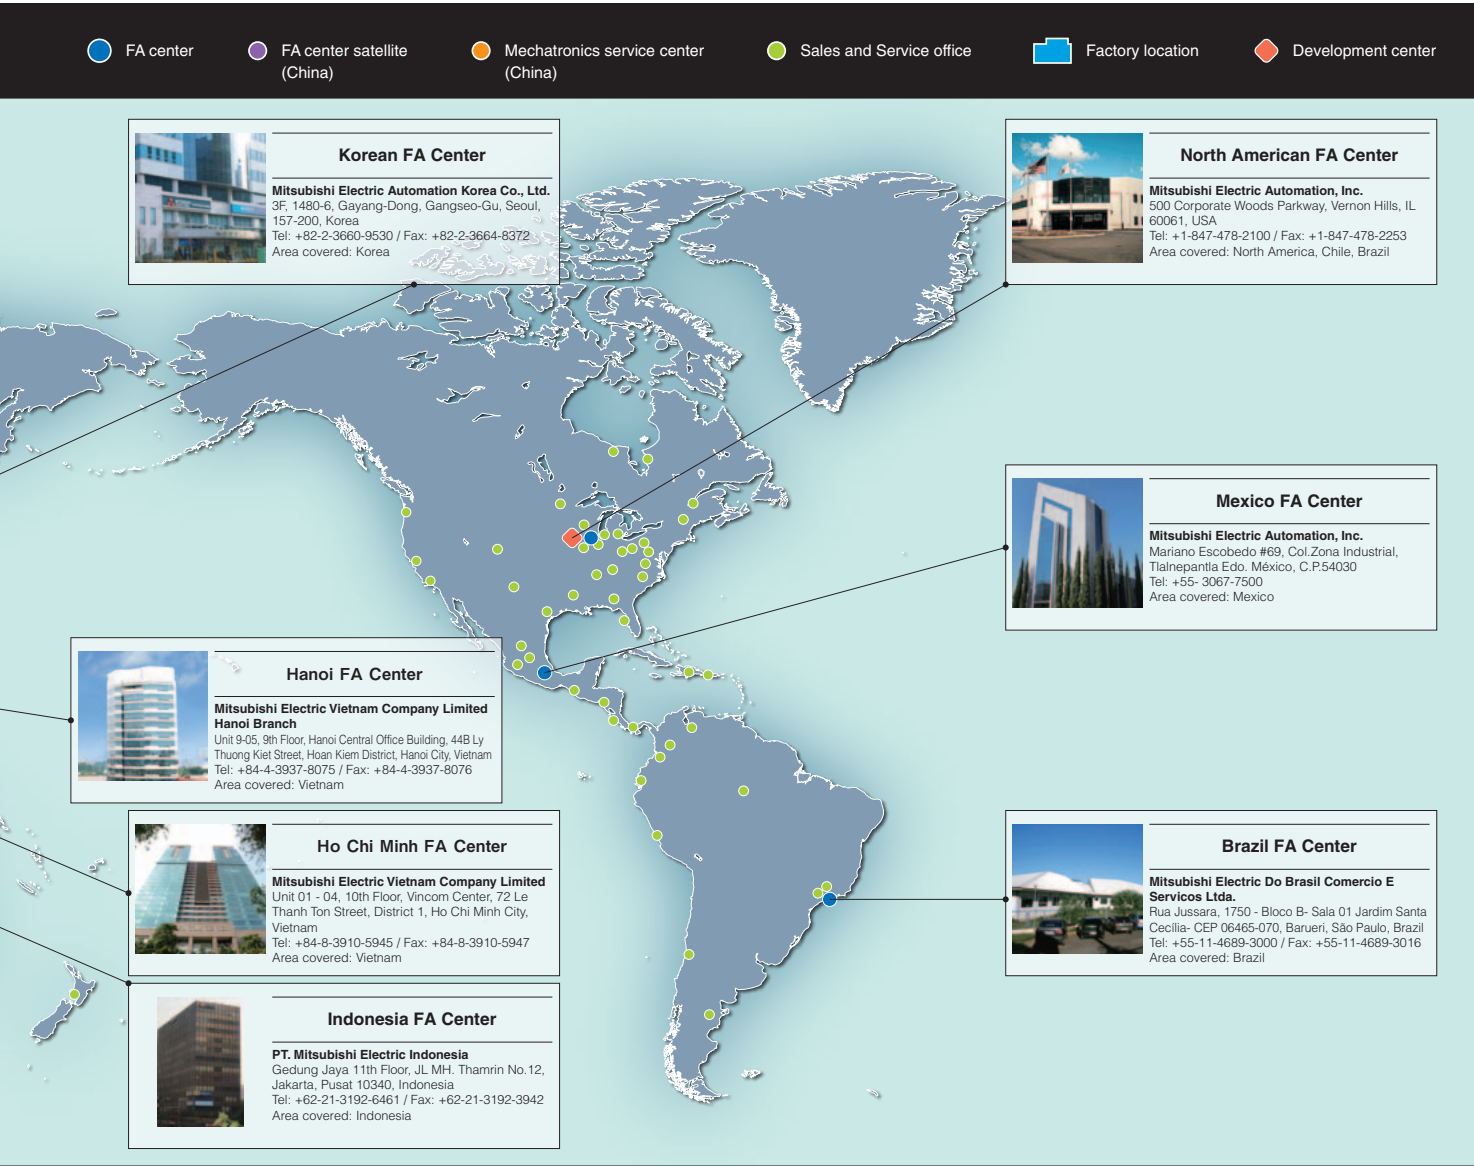 FA center
FA center satellite
(China)
Mechatronics service center
(China)
Sales and Service office
Factory location
Development center
Korean FA Center
Mitsubishi Electric Automation Korea Co., Ltd.
3F, 1480-6, Gayang-Dong, Gangseo-Gu, Seoul,
157-200, Korea
Tel: +82-2-3660-9530 / Fax: +82-2-3664-8372
Area covered: Korea
North American FA Center
Mitsubishi Electric Automation, Inc.
500 Corporate Woods Parkway, Vernon Hills, IL
60061, USA
Tel: +1-847-478-2100 / Fax: +1-847-478-2253
Area covered: North America, Chile, Brazil
Mexico FA Center
Mitsubishi Electric Automation, Inc.
Mariano Escobedo #69, Col.Zona Industrial,
Tlalnepantla Edo. México, C.P.54030
Tel: +55- 3067-7500
Area covered: Mexico
Hanoi FA Center
Mitsubishi Electric Vietnam Company Limited
Hanoi Branch
Unit 9-05, 9th Floor, Hanoi Central Office Building, 44B Ly
Thuong Kiet Street, Hoan Kiem District, Hanoi City, Vietnam
Tel: +84-4-3937-8075 / Fax: +84-4-3937-8076
Area covered: Vietnam
Ho Chi Minh FA Center
Mitsubishi Electric Vietnam Company Limited
Unit 01 - 04, 10th Floor, Vincom Center, 72 Le
Thanh Ton Street, District 1, Ho Chi Minh City,
Vietnam
Tel: +84-8-3910-5945 / Fax: +84-8-3910-5947
Area covered: Vietnam
Brazil FA Center
Mitsubishi Electric Do Brasil Comercio E
Servicos Ltda.
Rua Jussara, 1750 - Bloco B- Sala 01 Jardim Santa
Cecília- CEP 06465-070, Barueri, São Paulo, Brazil
Tel: +55-11-4689-3000 / Fax: +55-11-4689-3016
Area covered: Brazil
Indonesia FA Center
PT. Mitsubishi Electric Indonesia
Gedung Jaya 11th Floor, JL MH. Thamrin No.12,
Jakarta, Pusat 10340, Indonesia
Tel: +62-21-3192-6461 / Fax: +62-21-3192-3942
Area covered: Indonesia